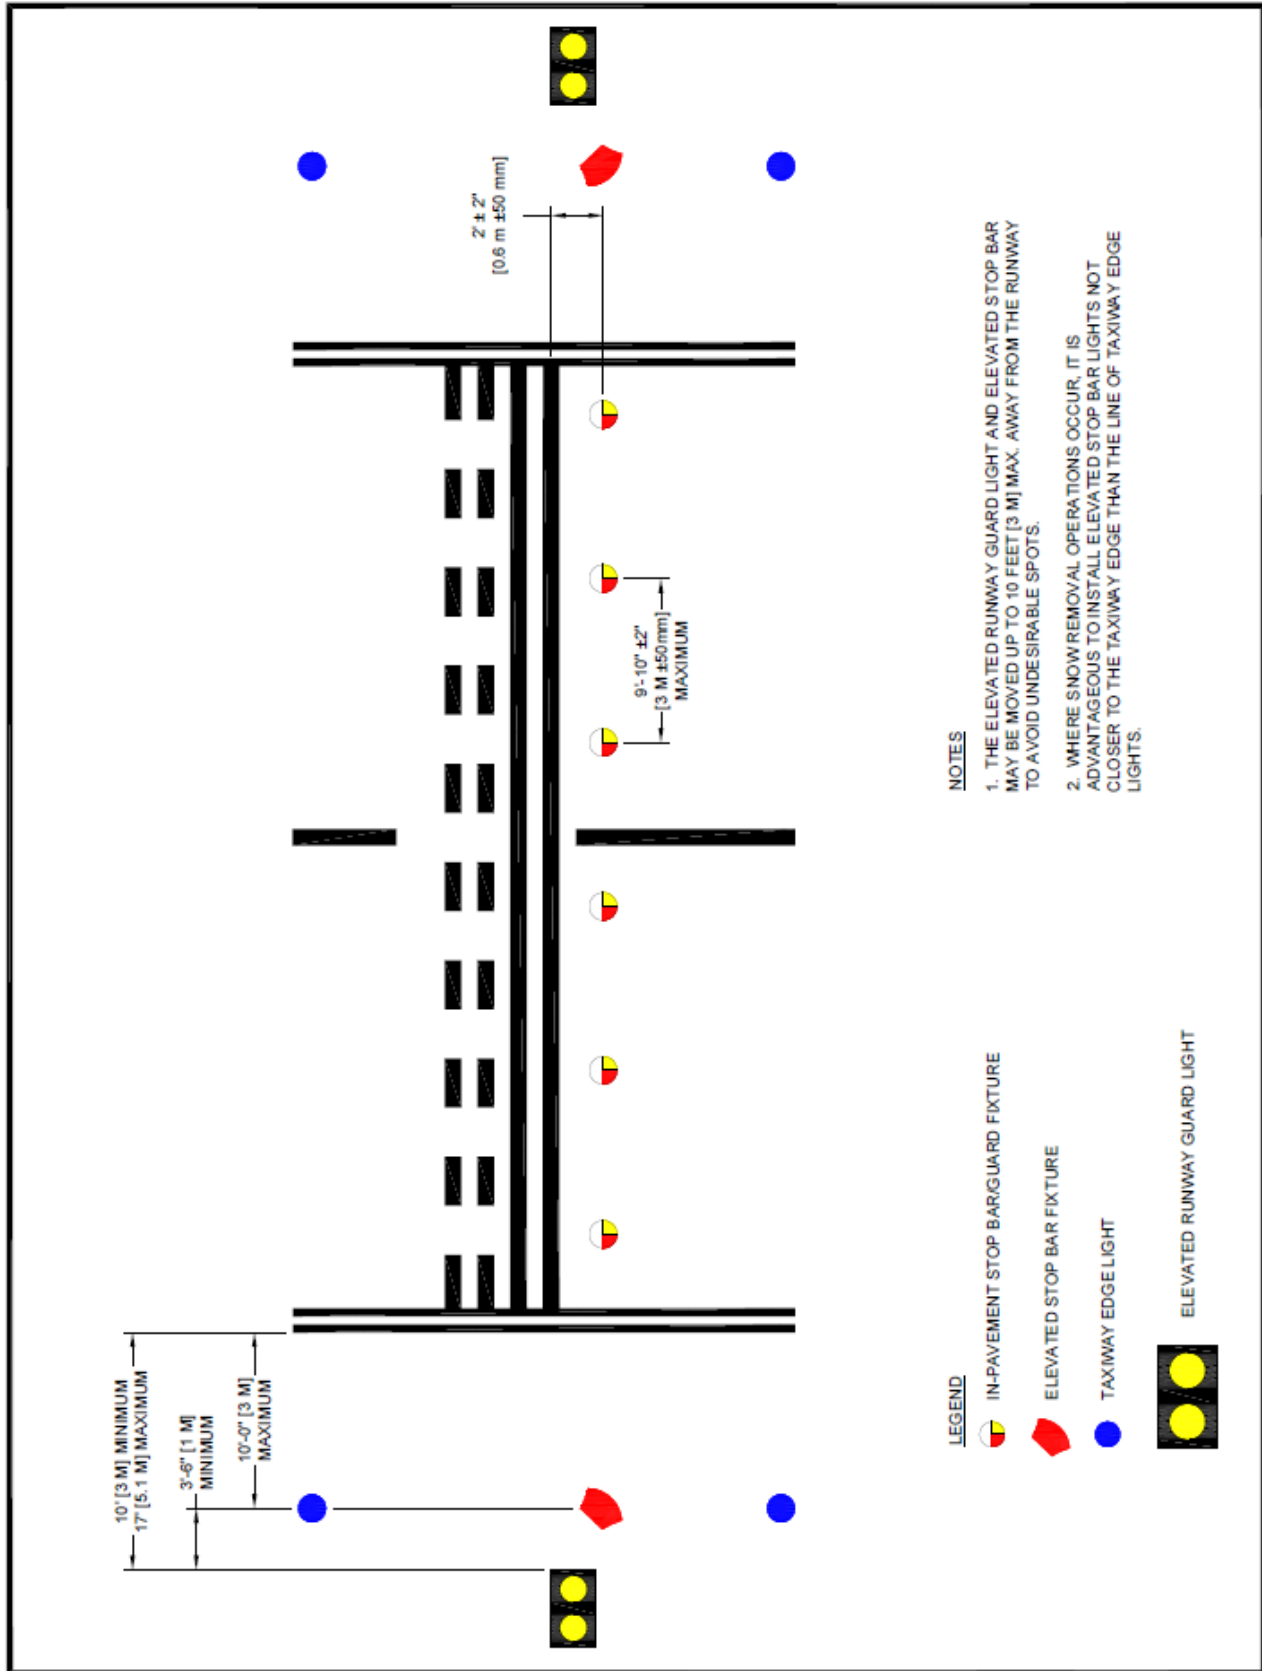 10' [3 M] MINIMUM
17' [5.1 M] MAXIMUM
3'-6" [1 M]
MINIMUM
10'-0" [3 M]
MAXIMUM
9'-10" ±2"
[3 M ±50mm]
MAXIMUM
2' ± 2"
[0.6 m ±50 mm]
LEGEND
IN-PAVEMENT STOP BAR/GUARD FIXTURE
ELEVATED STOP BAR FIXTURE
TAXIWAY EDGE LIGHT
ELEVATED RUNWAY GUARD LIGHT
NOTES
1. THE ELEVATED RUNWAY GUARD LIGHT AND ELEVATED STOP BAR
MAY BE MOVED UP TO 10 FEET [3 M] MAX. AWAY FROM THE RUNWAY
TO AVOID UNDESIRABLE SPOTS.
2. WHERE SNOW REMOVAL OPERATIONS OCCUR, IT IS
ADVANTAGEOUS TO INSTALL ELEVATED STOP BAR LIGHTS NOT
CLOSER TO THE TAXIWAY EDGE THAN THE LINE OF TAXIWAY EDGE
LIGHTS.